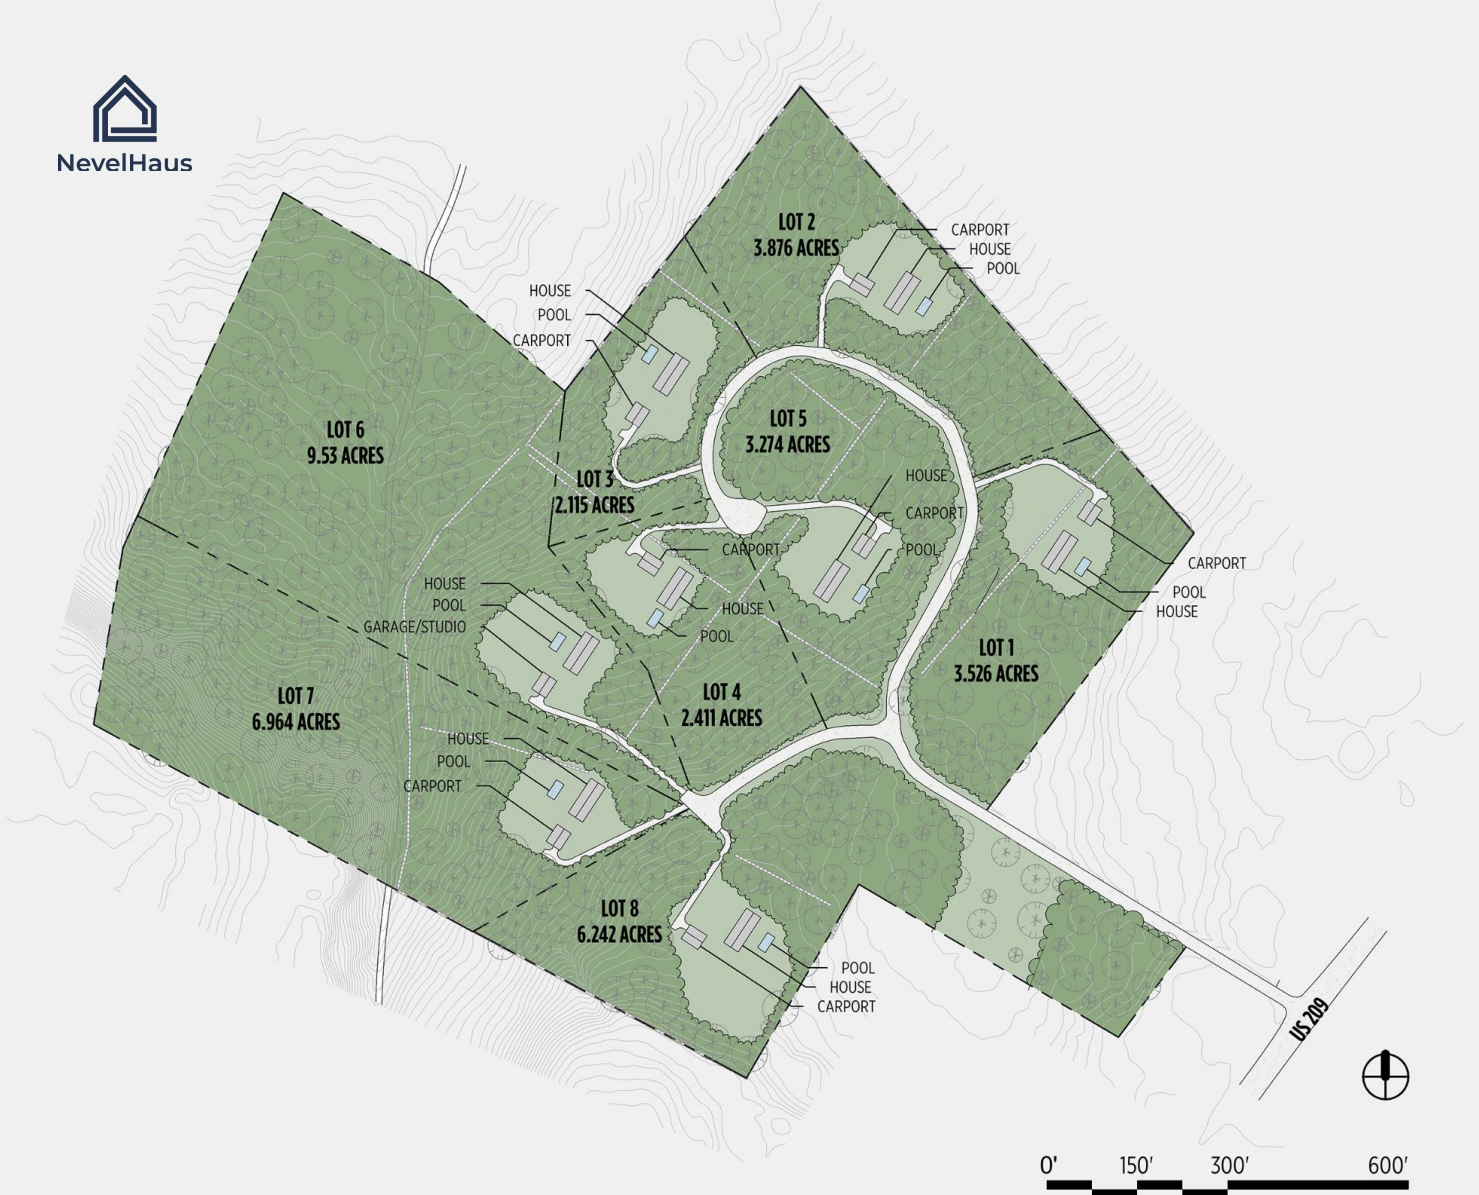 NevelHaus
LOT 2
3.876 ACRES
CARPORT
HOUSE
POOL
HOUSE
POOL
CARPORT
LOT 5
3.274 ACRES
LOT 6
9.53 ACRES
LOT 3
2.115 ACRES
HOUSE
CARPORT
POOL
CARPORT
HOUSE
POOL
CARPORT
POOL
HOUSE
HOUSE
POOL
GARAGE/STUDIO
LOT 1
3.526 ACRES
LOT 4
2.411 ACRES
LOT 7
6.964 ACRES
HOUSE
POOL
CARPORT
LOT 8
6.242 ACRES
POOL
HOUSE
CARPORT
US 209
0' 150' 300' 600'